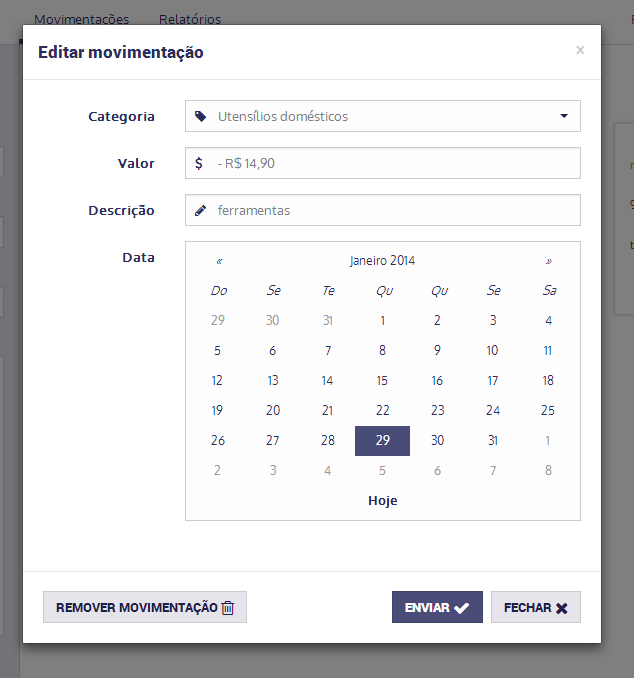 Movimentações Relatórios
Editar movimentação ×
Categoria Utensílios domésticos
Valor $ - R$ 14,90
Descrição ferramentas
Data « Janeiro 2014 »
Do Se Te Qu Qu Se Sa
29 30 31 1 2 3 4
5 6 7 8 9 10 11
12 13 14 15 16 17 18
19 20 21 22 23 24 25
26 27 28 29 30 31 1
2 3 4 5 6 7 8
Hoje
REMOVER MOVIMENTAÇÃO ENVIAR FECHAR